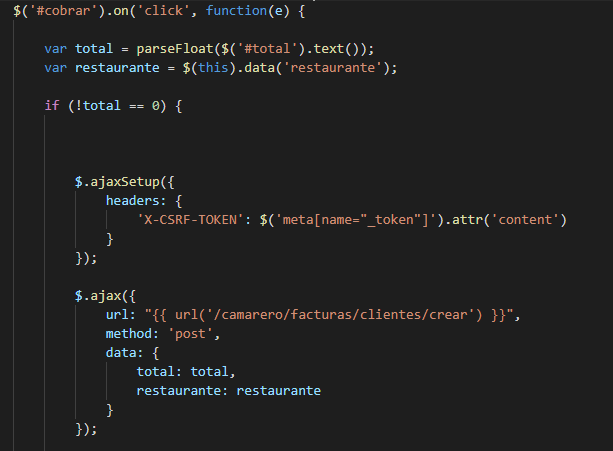 $('#cobrar').on('click', function(e) {
var total = parseFloat($('#total').text());
var restaurante = $(this).data('restaurante');
if (!total == 0) {
$.ajaxSetup({
headers: {
'X-CSRF-TOKEN': $('meta[name="_token"]').attr('content')
}
});
$.ajax({
url: "{{ url('/camarero/facturas/clientes/crear') }}",
method: 'post',
data: {
total: total,
restaurante: restaurante
}
});